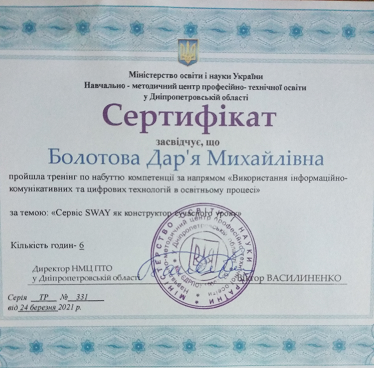 Міністерство освіти і науки України
Навчально - методичний центр професійно- технічної освіти
у Дніпропетровській області
Сертифікат
засвідчує, що
Болотова Дар'я Михайлівна
пройшла тренінг по набуттю компетенції за напрямом «Використання інформаційно-
комунікативних та цифрових технологій в освітньому процесі»
за темою: «Сервіс SWAY як конструктор сучасного уроку»
Кількість годин- 6
Директор НМЦ ПТО
у Дніпропетровській області
ВАСИЛИНЕНКО
Серія ТР № 331
від 24 березня 2021 р.